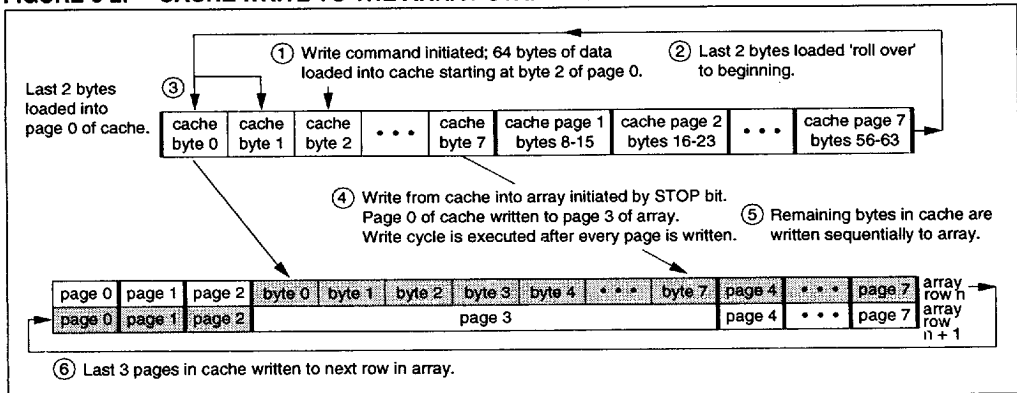 ① Write command initiated; 64 bytes of data
loaded into cache starting at byte 2 of page 0.
② Last 2 bytes loaded 'roll over'
to beginning.
Last 2 bytes
loaded into
page 0 of cache.
③
cache byte 0 cache byte 1 cache byte 2 • • • cache byte 7 cache page 1 bytes 8-15 cache page 2 bytes 16-23 • • • cache page 7 bytes 56-63
④ Write from cache into array initiated by STOP bit.
Page 0 of cache written to page 3 of array.
Write cycle is executed after every page is written.
⑤ Remaining bytes in cache are
written sequentially to array.
page 0 page 1 page 2 byte 0 byte 1 byte 2 byte 3 byte 4 • • • byte 7 page 4 • • • page 7 array row n
page 0 page 1 page 2 page 3 page 4 • • • page 7 array row n + 1
⑥ Last 3 pages in cache written to next row in array.